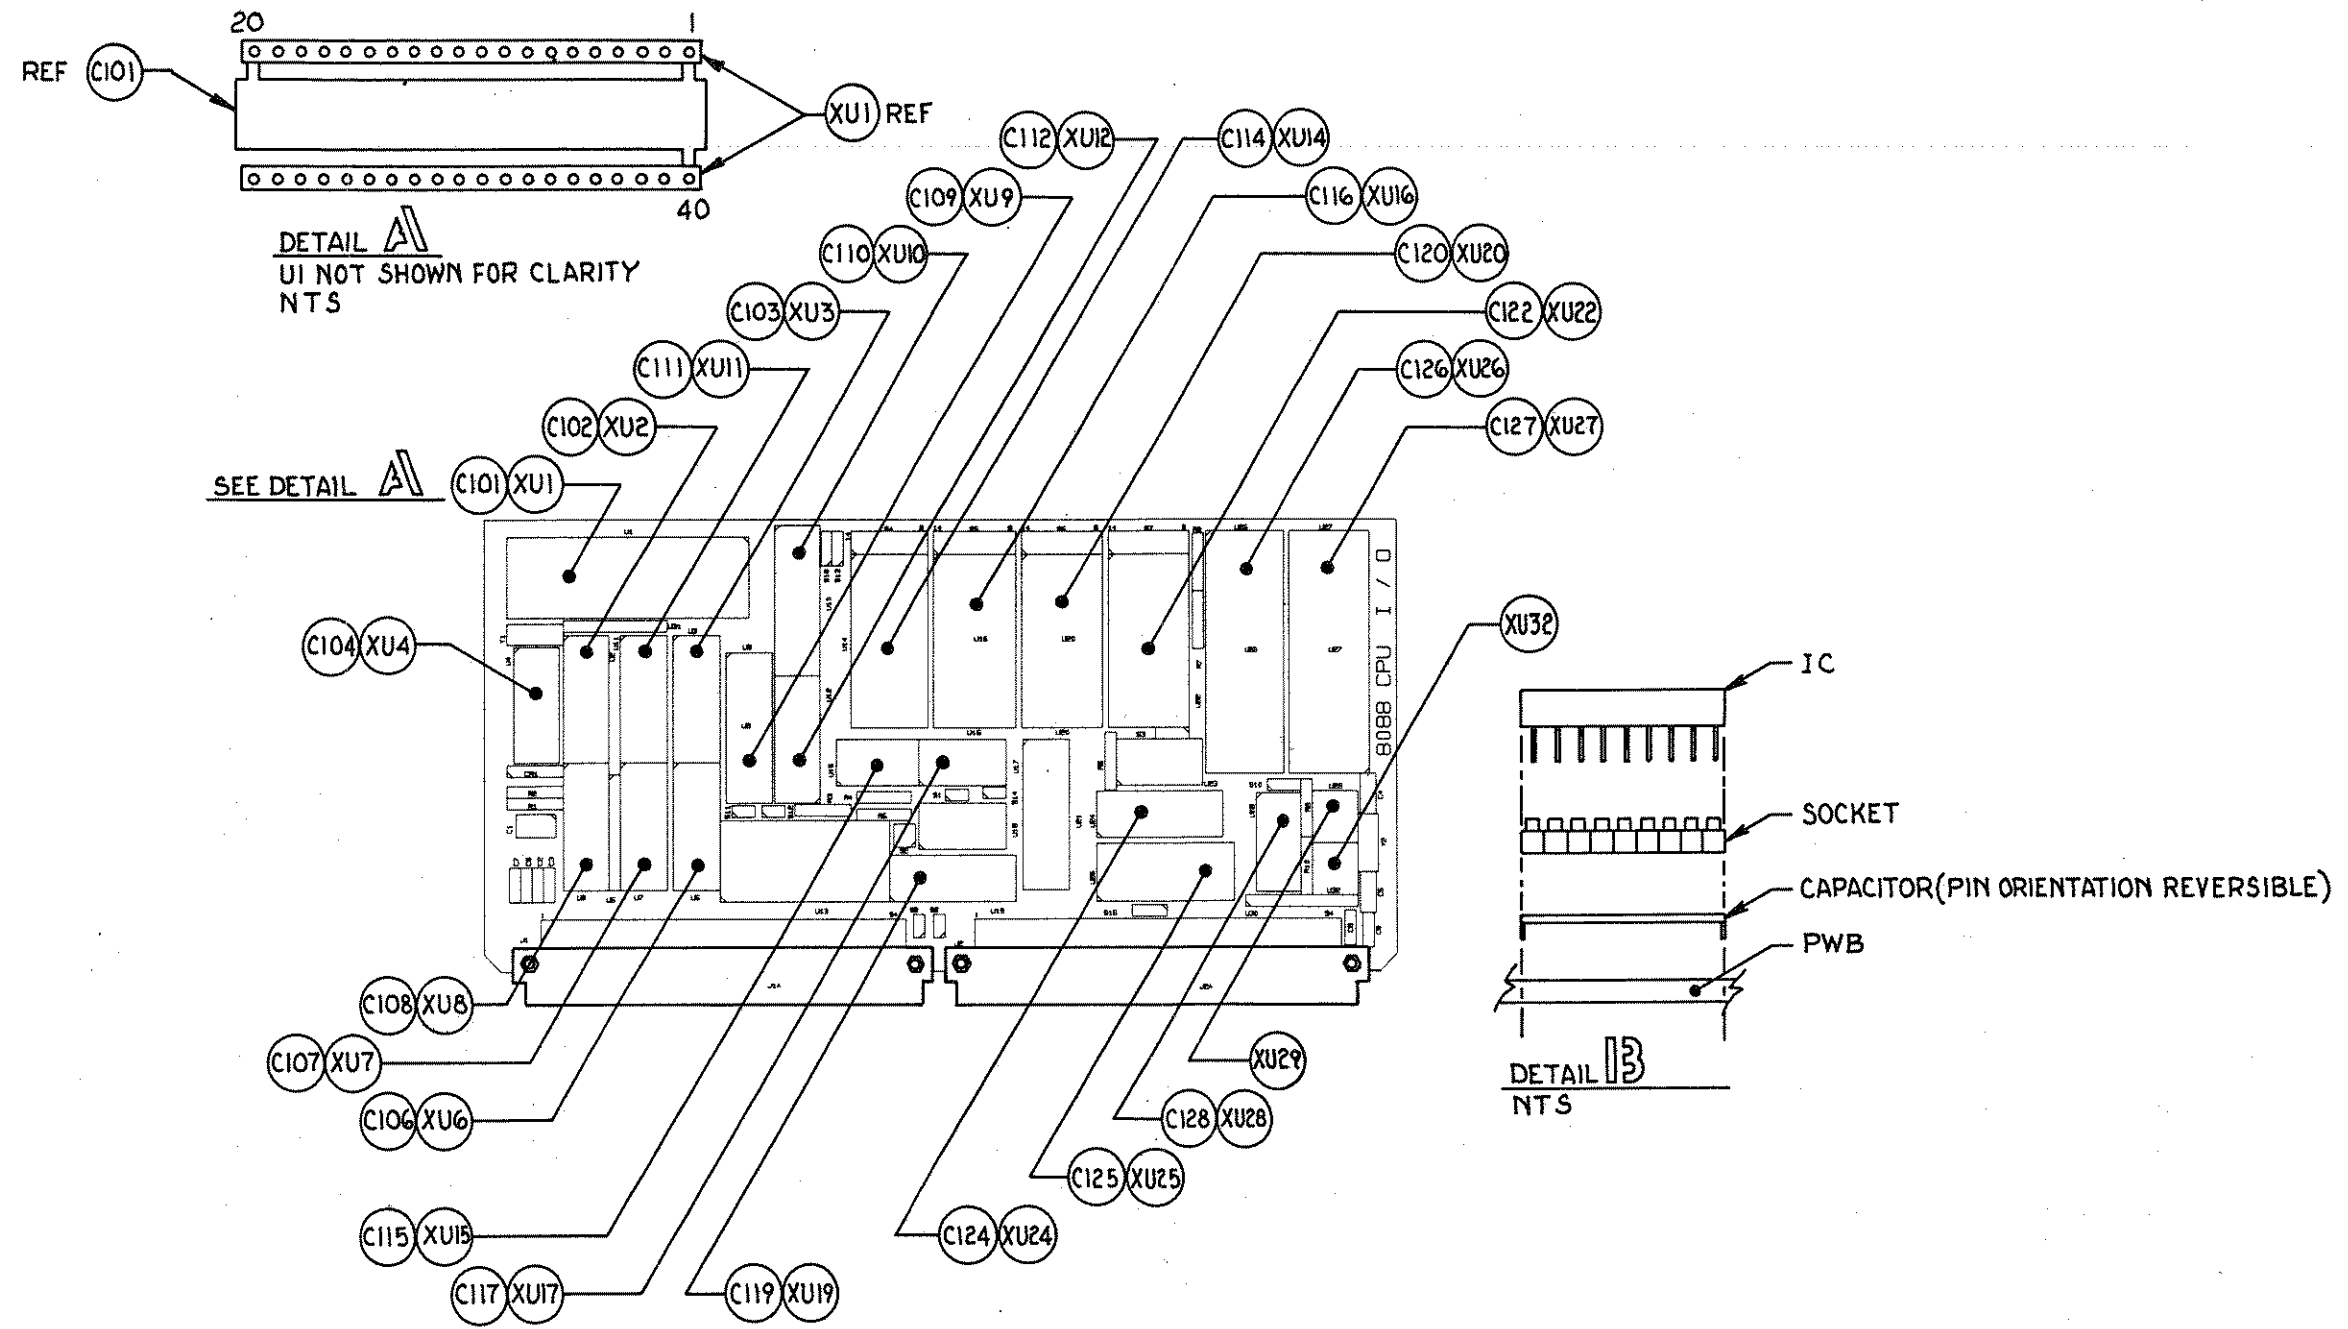 20 1
REF C101
XU1 REF
40
DETAIL A
U1 NOT SHOWN FOR CLARITY
NTS
C112 XU12
C114 XU14
C109 XU9
C116 XU16
C110 XU10
C120 XU20
C103 XU3
C122 XU22
C111 XU11
C126 XU26
C102 XU2
C127 XU27
SEE DETAIL A C101 XU1
C104 XU4
XU32
8088 CPU I/O
IC
SOCKET
CAPACITOR(PIN ORIENTATION REVERSIBLE)
PWB
DETAIL B
NTS
C108 XU8
C107 XU7
XU29
C106 XU6
C128 XU28
C125 XU25
C115 XU15
C124 XU24
C117 XU17
C119 XU19